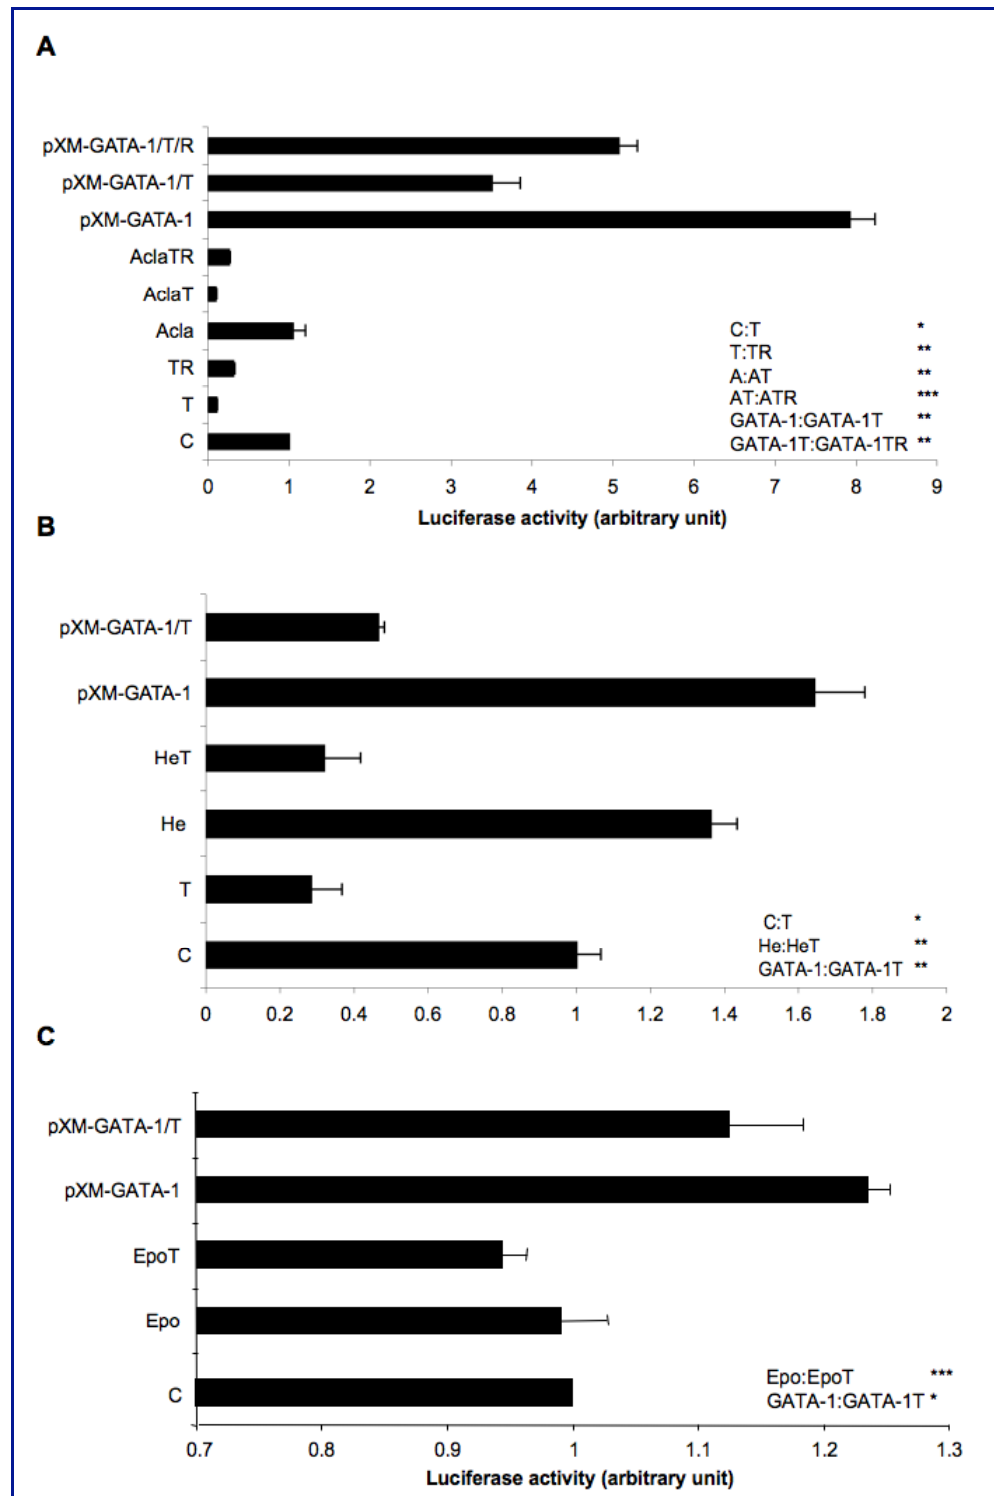 A
pXM-GATA-1/T/R
pXM-GATA-1/T
pXM-GATA-1
AclaTR
AclaT
Acla
TR
T
C
C:T *
T:TR **
A:AT **
AT:ATR ***
GATA-1:GATA-1T **
GATA-1T:GATA-1TR **
0 1 2 3 4 5 6 7 8 9
Luciferase activity (arbitrary unit)
B
pXM-GATA-1/T
pXM-GATA-1
HeT
He
T
C
C:T *
He:HeT **
GATA-1:GATA-1T **
0 0.2 0.4 0.6 0.8 1 1.2 1.4 1.6 1.8 2
C
pXM-GATA-1/T
pXM-GATA-1
EpoT
Epo
C
Epo:EpoT ***
GATA-1:GATA-1T *
0.7 0.8 0.9 1 1.1 1.2 1.3
Luciferase activity (arbitrary unit)